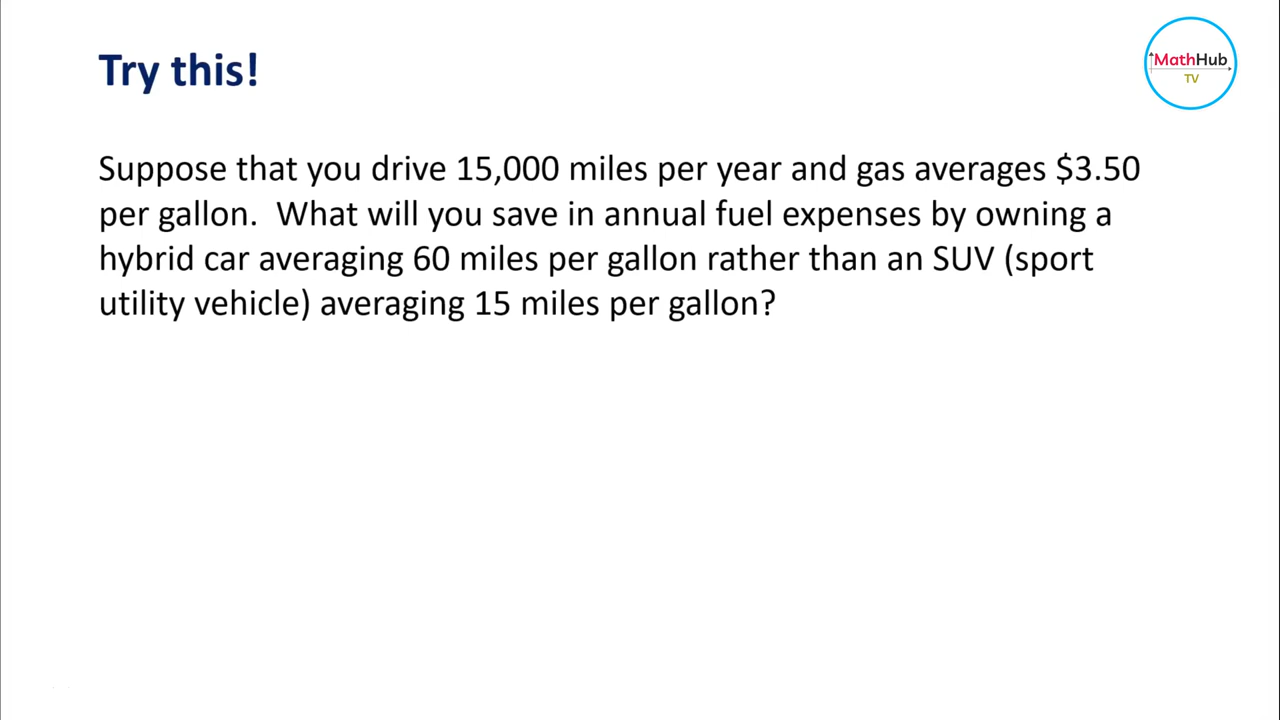 Try this!
MathHub
TV
Suppose that you drive 15,000 miles per year and gas averages $3.50
per gallon.  What will you save in annual fuel expenses by owning a
hybrid car averaging 60 miles per gallon rather than an SUV (sport
utility vehicle) averaging 15 miles per gallon?